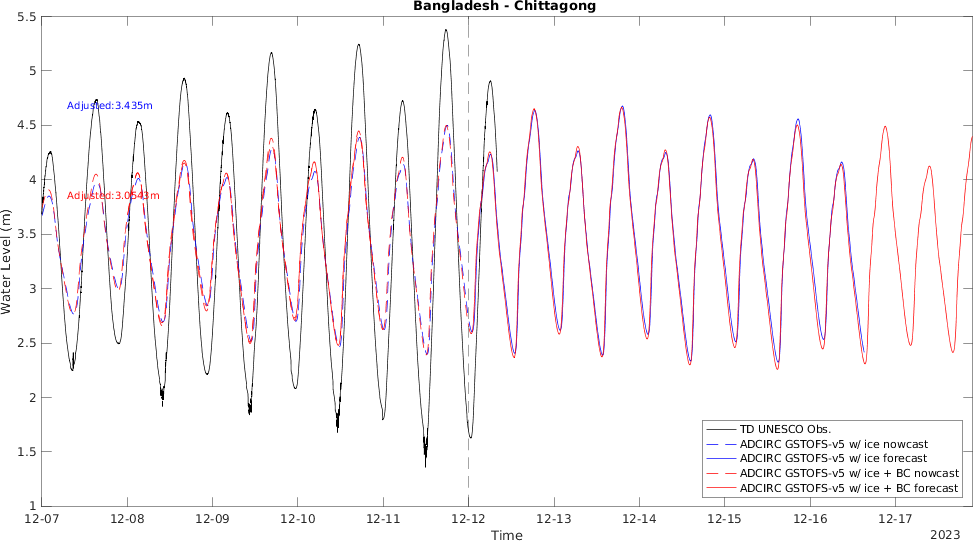 Bangladesh - Chittagong
5.5
5
4.5
4
3.5
3
2.5
2
1.5
1
Water Level (m)
Adjusted:3.435m
Adjusted:3.0543m
TD UNESCO Obs.
ADCIRC GSTOFS-v5 w/ ice nowcast
ADCIRC GSTOFS-v5 w/ ice forecast
ADCIRC GSTOFS-v5 w/ ice + BC nowcast
ADCIRC GSTOFS-v5 w/ ice + BC forecast
12-07 12-08 12-09 12-10 12-11 12-12 12-13 12-14 12-15 12-16 12-17
Time
2023